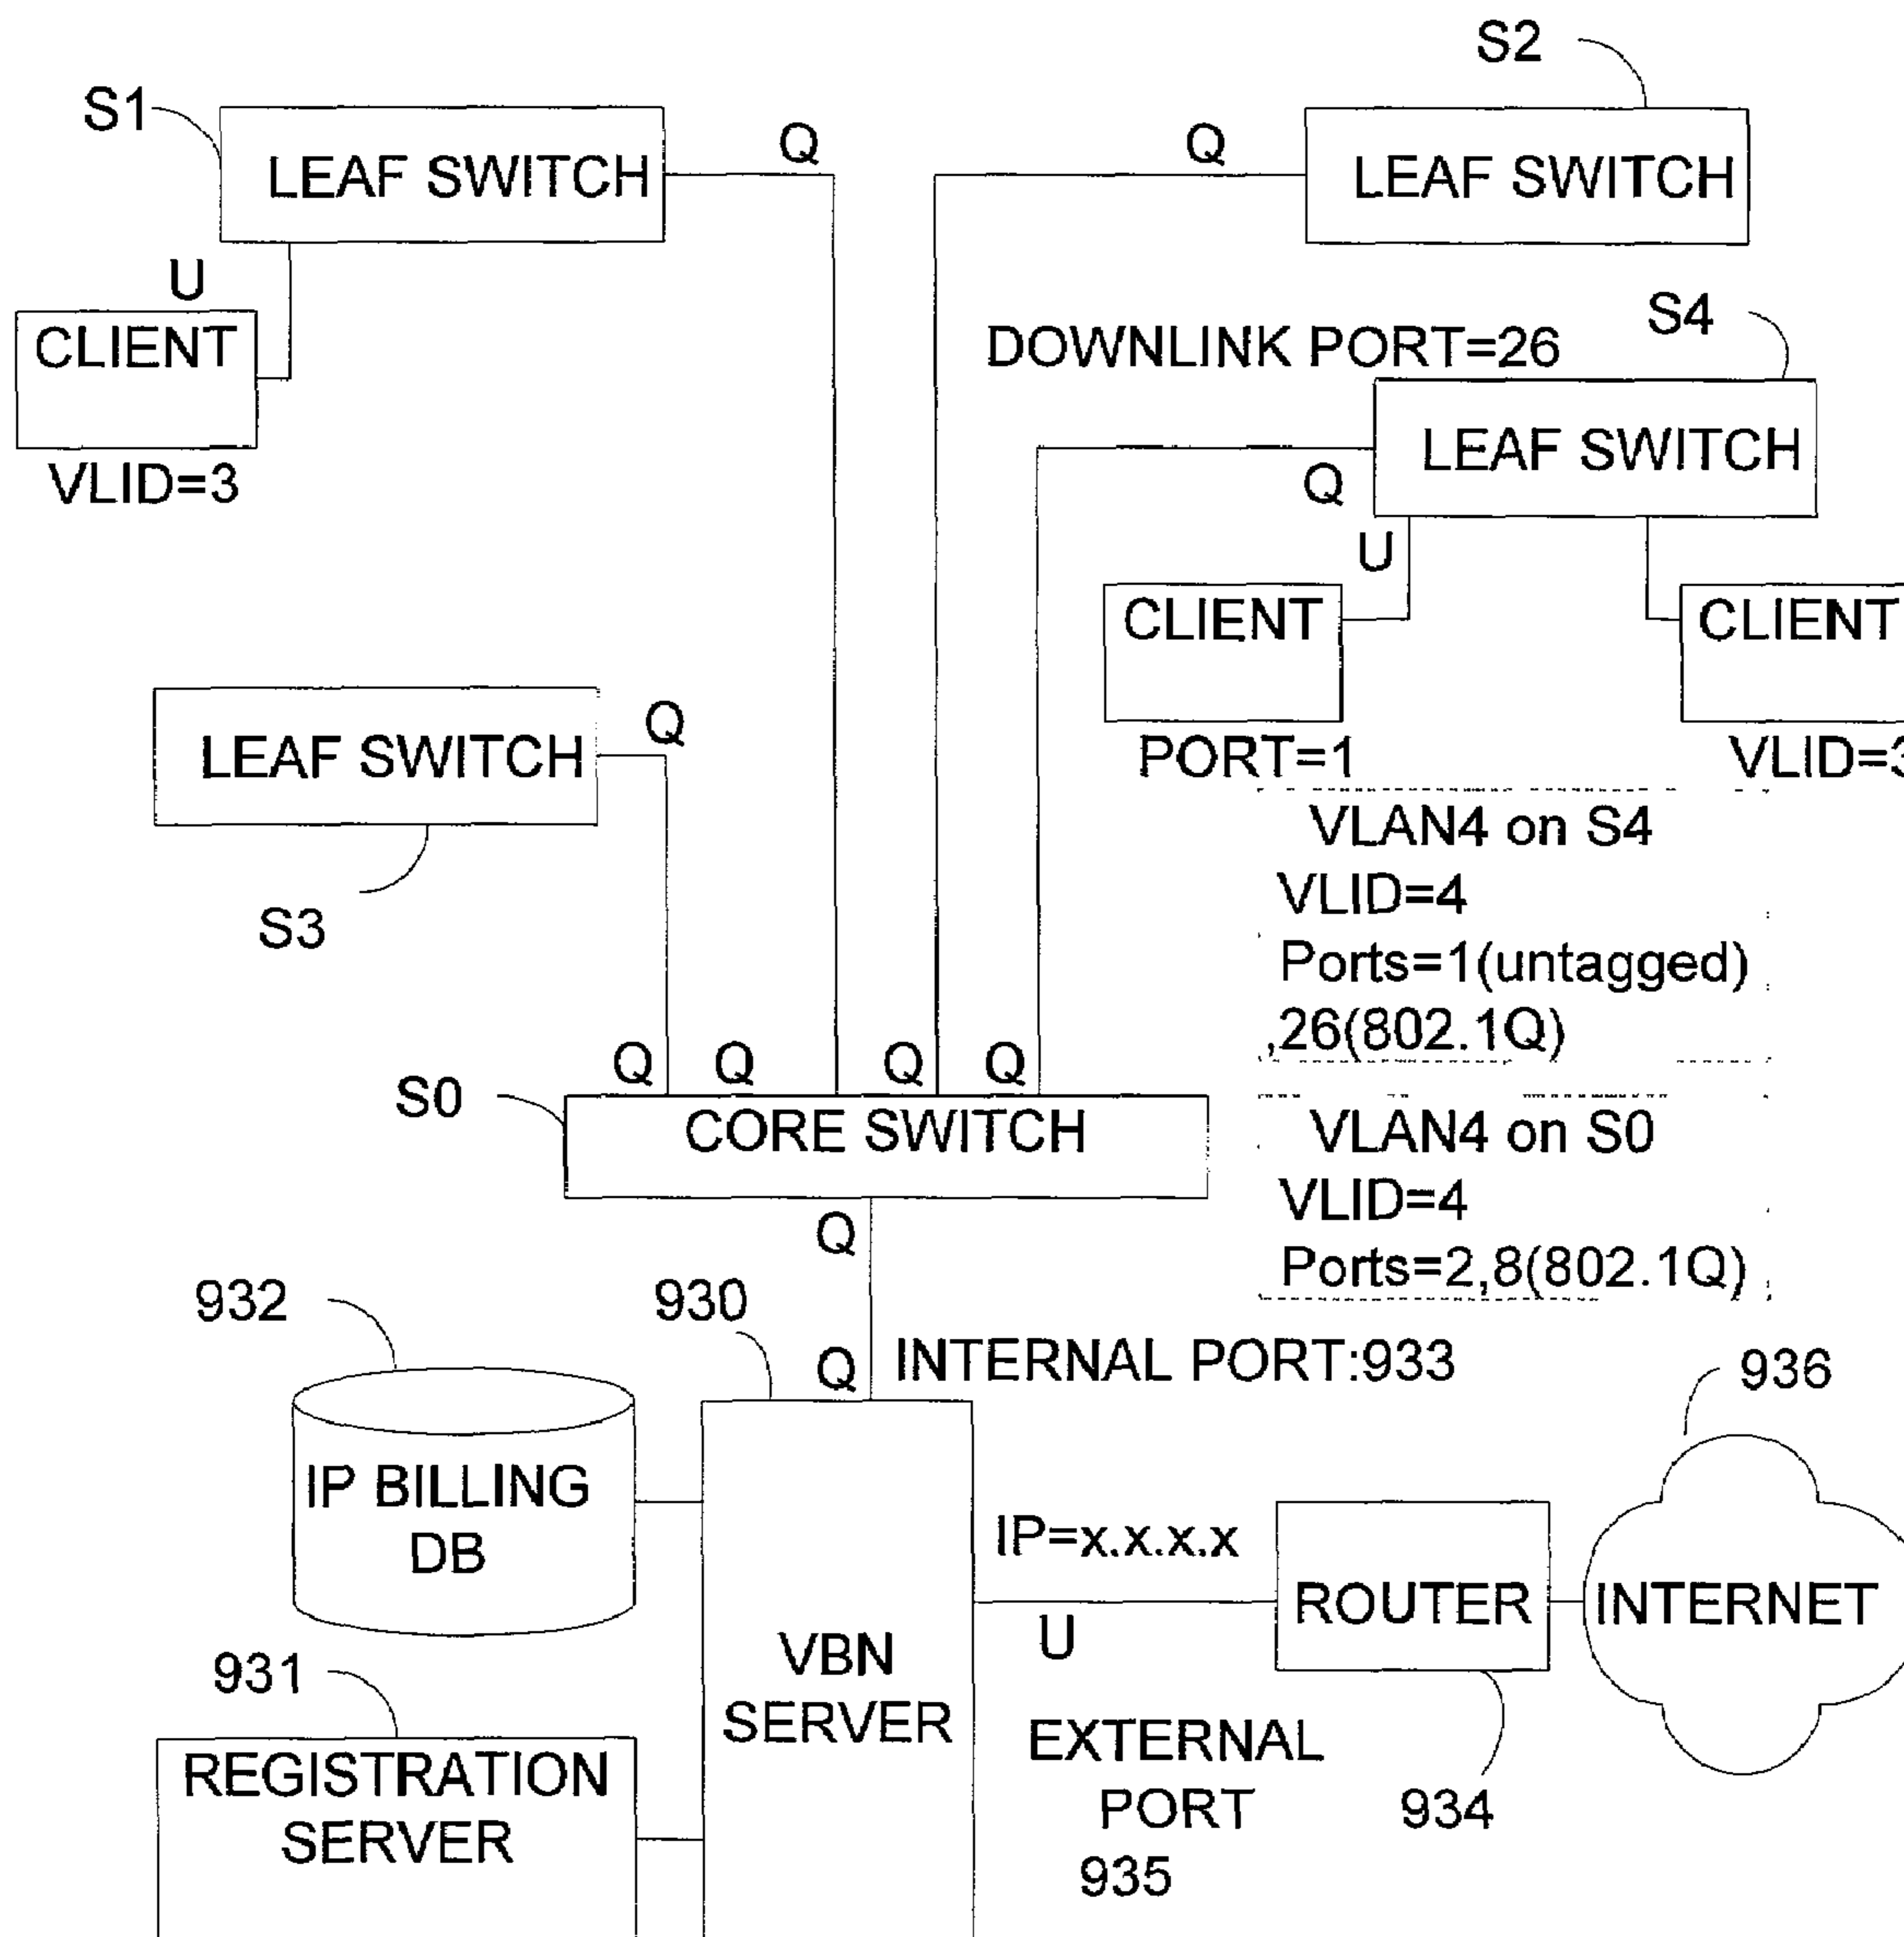 S2
S1
Q
Q
LEAF SWITCH
LEAF SWITCH
U
S4
CLIENT
DOWNLINK PORT=26
LEAF SWITCH
VLID=3
Q
U
CLIENT
CLIENT
Q
LEAF SWITCH
PORT=1
VLID=3
VLAN4 on S4
VLID=4
S3
Ports=1(untagged)
,26(802.1Q)
Q
Q
Q
Q
S0
CORE SWITCH
VLAN4 on S0
VLID=4
Q
Ports=2,8(802.1Q)
932
930
Q
INTERNAL PORT:933
936
IP BILLING
DB
IP=x.x.x.x
ROUTER
INTERNET
U
VBN
SERVER
931
EXTERNAL
PORT
935
934
REGISTRATION
SERVER